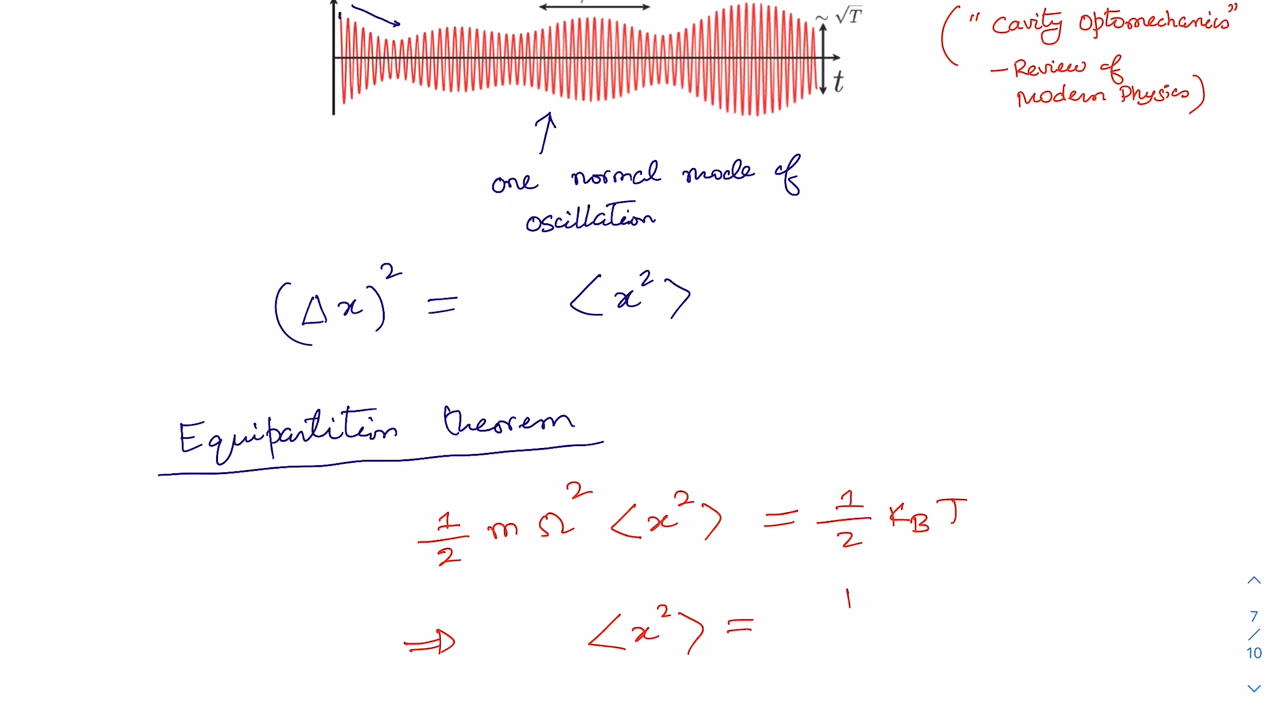 ~ √T
t
(" Cavity Optomechanics"
– Review of
Modern Physics)
one normal mode of
oscillation
(Δx)² = ⟨x²⟩
Equipartition theorem
1/2 m Ω² ⟨x²⟩ = 1/2 K_B T
⇒ ⟨x²⟩ =
7
/
10